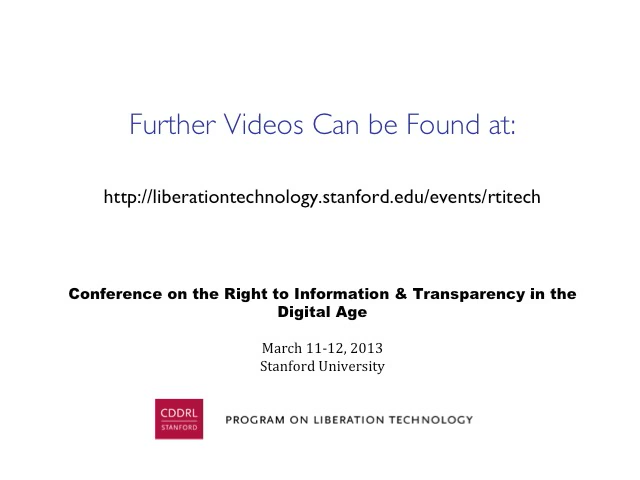 Further Videos Can be Found at:
http://liberationtechnology.stanford.edu/events/rtitech
Conference on the Right to Information & Transparency in the
Digital Age
March 11-12, 2013
Stanford University
CDDRL
STANFORD
PROGRAM ON LIBERATION TECHNOLOGY